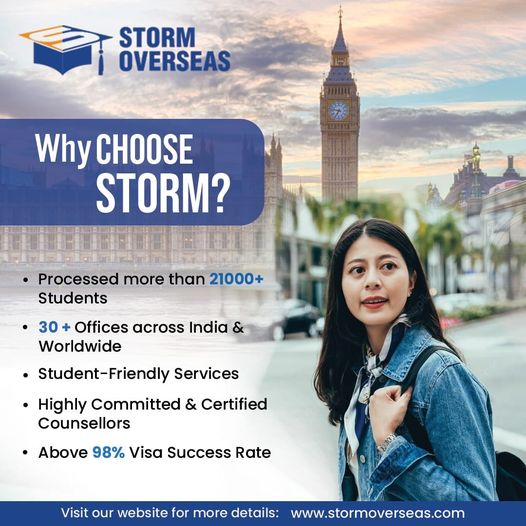 STORM
OVERSEAS
Why CHOOSE
STORM?
• Processed more than 21000+
Students
• 30 + Offices across India &
Worldwide
• Student-Friendly Services
• Highly Committed & Certified
Counsellors
• Above 98% Visa Success Rate
Visit our website for more details: www.stormoverseas.com